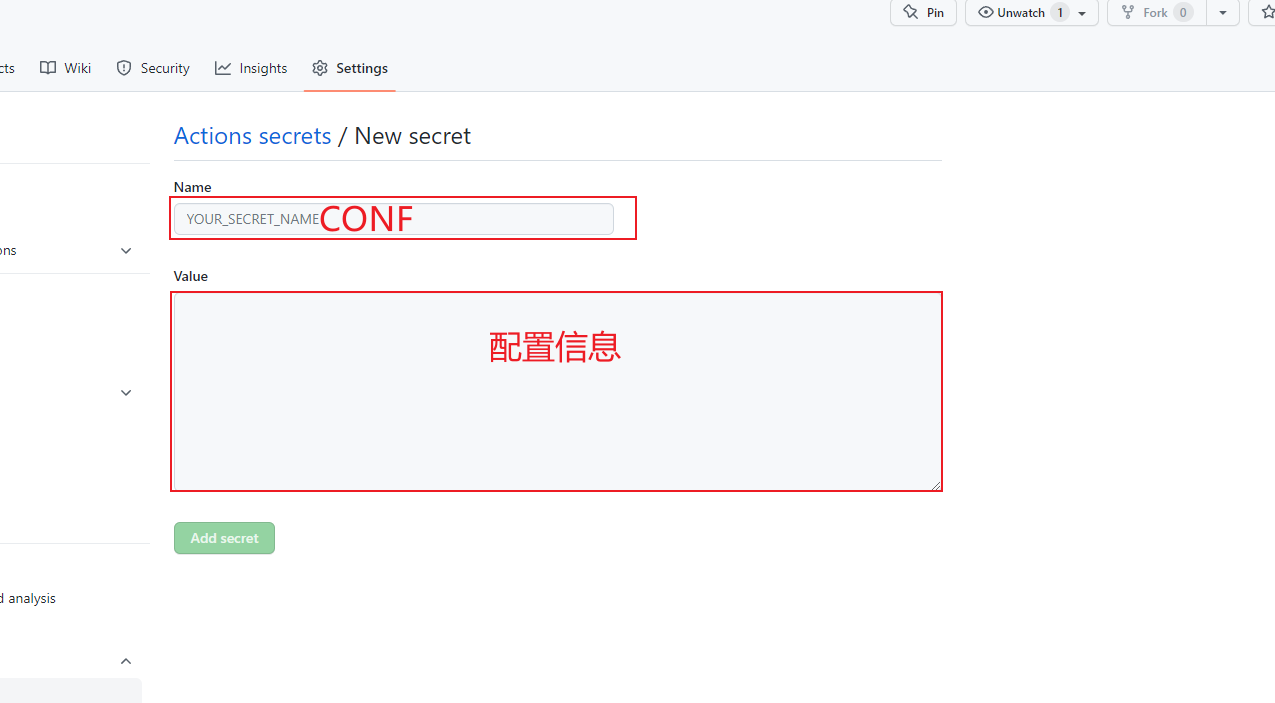 Pin
Unwatch 1
Fork 0
cts
Wiki
Security
Insights
Settings
Actions secrets / New secret
Name
YOUR_SECRET_NAME CONF
ons
Value
配置信息
Add secret
d analysis